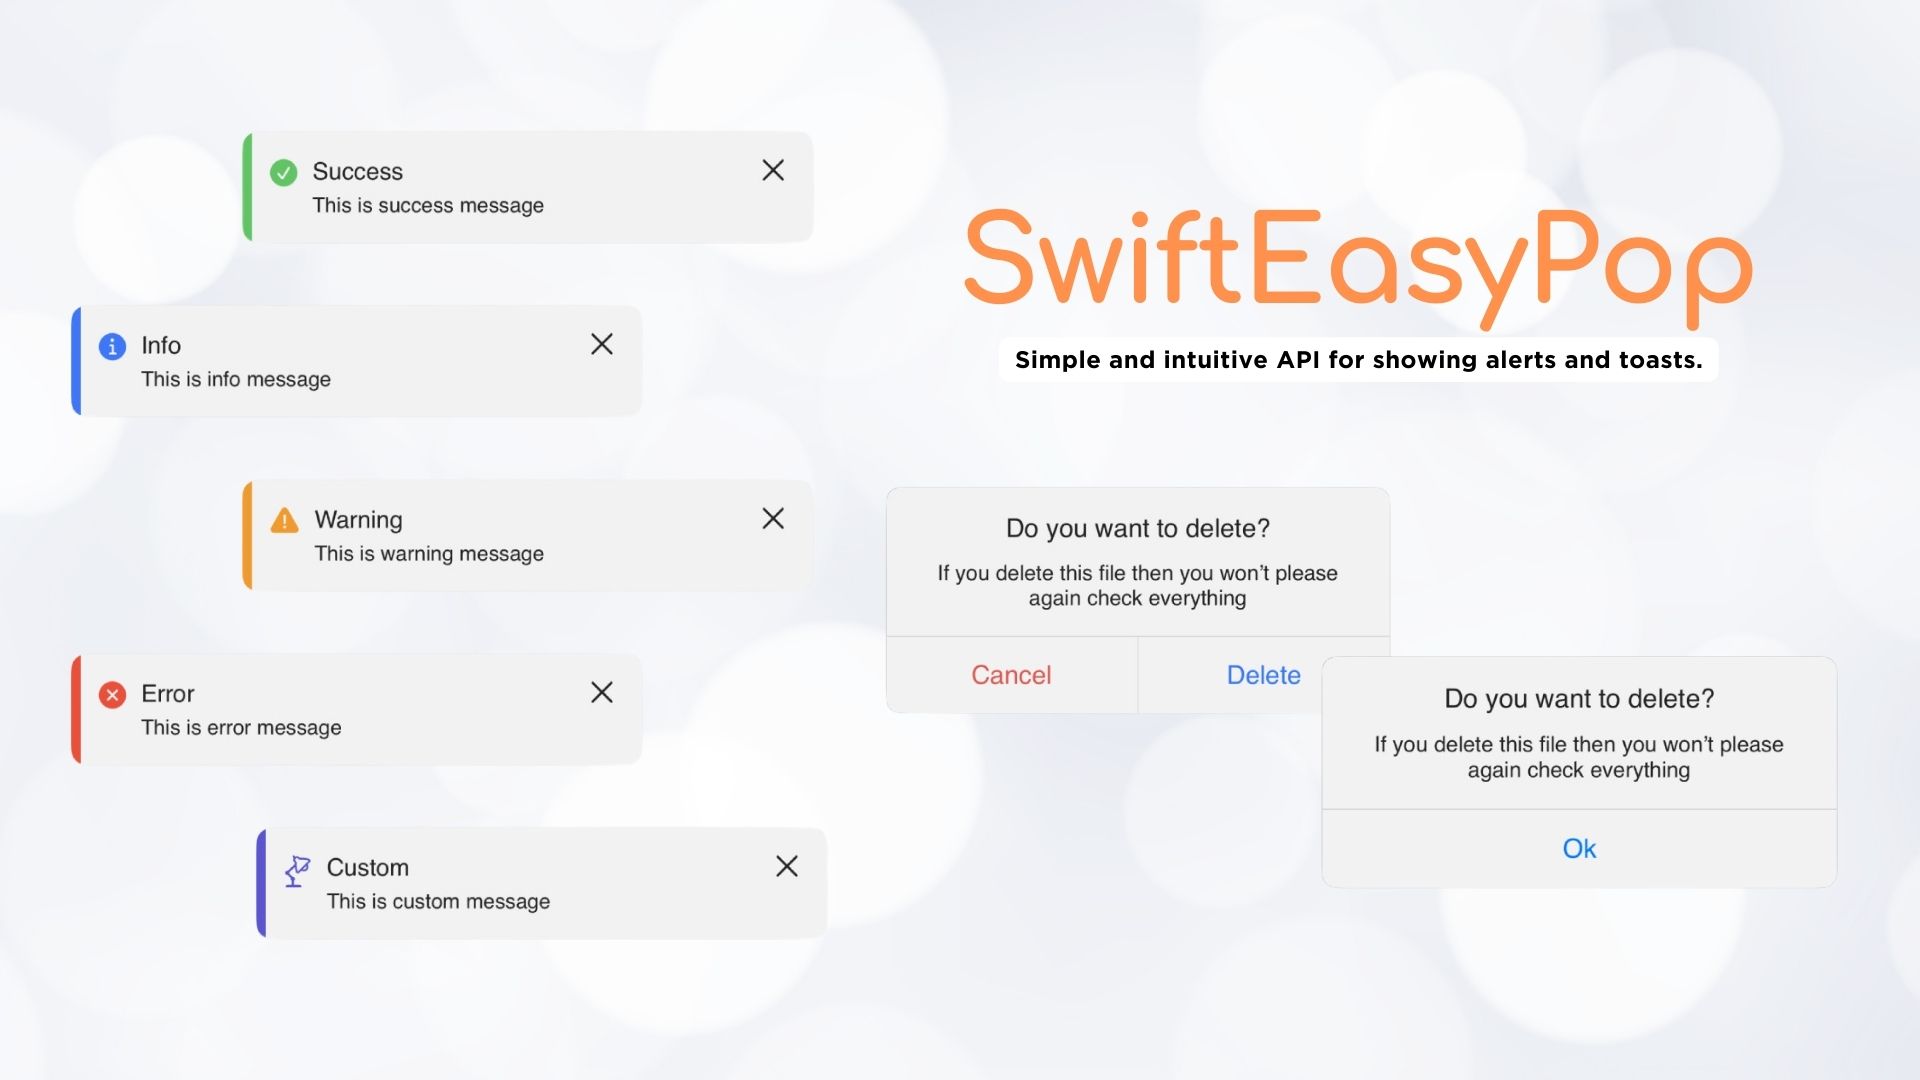 Success
This is success message
Info
This is info message
Warning
This is warning message
Error
This is error message
Custom
This is custom message
SwiftEasyPop
Simple and intuitive API for showing alerts and toasts.
Do you want to delete?
If you delete this file then you won't please
again check everything
Cancel
Delete
Do you want to delete?
If you delete this file then you won't please
again check everything
Ok